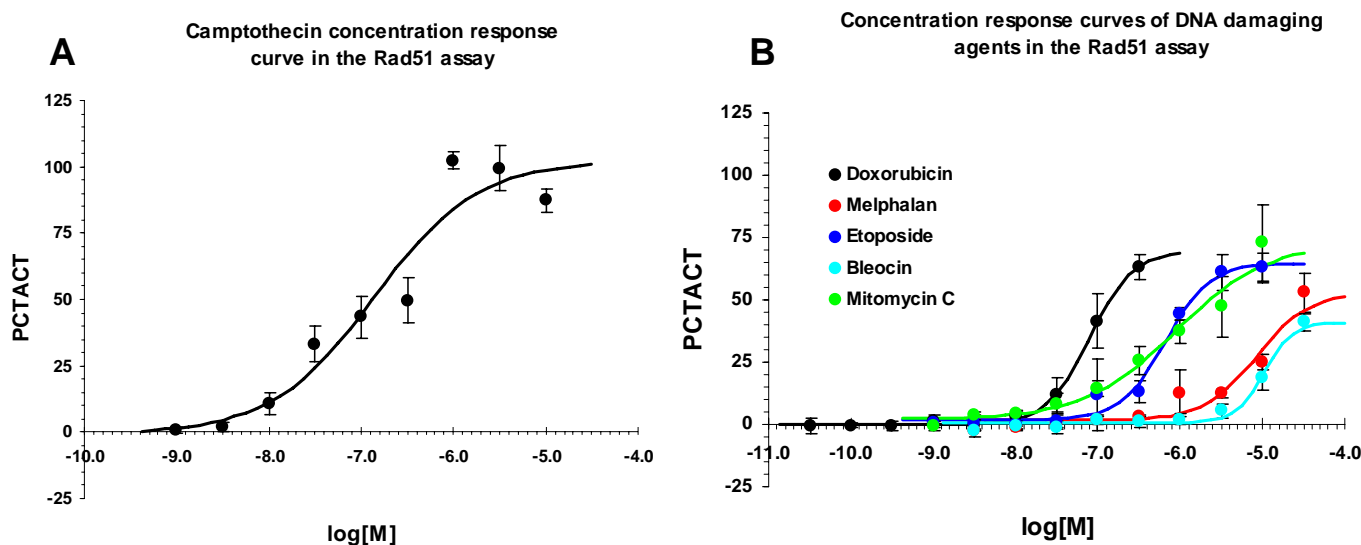 A
Camptothecin concentration response
curve in the Rad51 assay
PCTACT
125
100
75
50
25
0
-25
-10.0 -9.0 -8.0 -7.0 -6.0 -5.0 -4.0
log[M]
B
Concentration response curves of DNA damaging
agents in the Rad51 assay
PCTACT
125
100
75
50
25
0
-25
Doxorubicin
Melphalan
Etoposide
Bleocin
Mitomycin C
-11.0 -10.0 -9.0 -8.0 -7.0 -6.0 -5.0 -4.0
log[M]